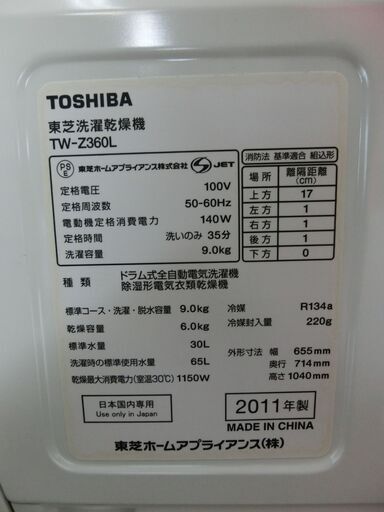 TOSHIBA
東芝洗濯乾燥機
TW-Z360L
PS
E
東芝ホームアプライアンス株式会社
JET
定格電圧 100V
定格周波数 50-60Hz
電動機定格消費電力 140W
定格時間 洗いのみ 35分
洗濯容量 9.0kg
消防法 基準適合 組込形
場所 離隔距離(cm)
上方 17
左方 1
右方 1
後方 1
下方 0
種類 ドラム式全自動電気洗濯機
除湿形電気衣類乾燥機
標準コース・洗濯・脱水容量 9.0kg
乾燥容量 6.0kg
標準水量 30L
洗濯時の標準使用水量 65L
乾燥最大消費電力(室温30℃) 1150W
冷媒 R134a
冷媒封入量 220g
外形寸法 幅 655mm
奥行 714mm
高さ 1040mm
日本国内専用
Use only in Japan
2011年製
MADE IN CHINA
東芝ホームアプライアンス(株)